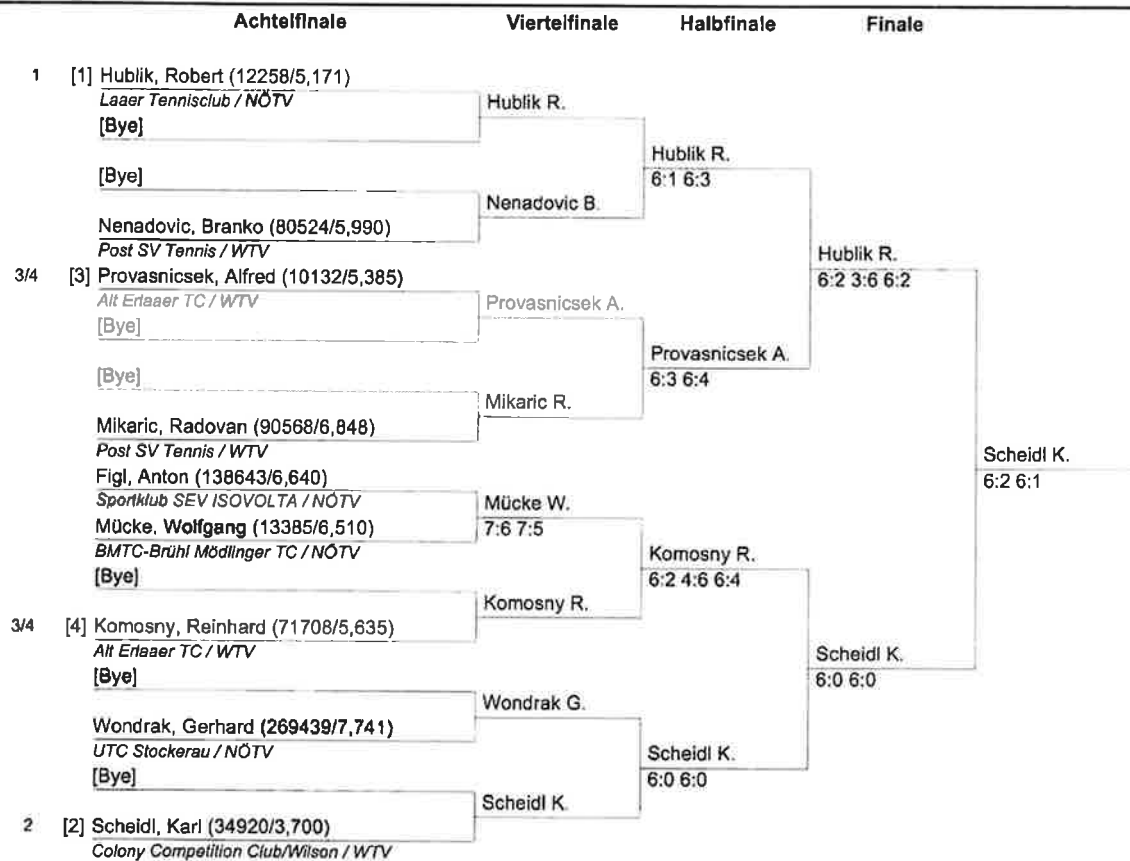 Achtelfinale Viertelfinale Halbfinale Finale
1 [1] Hublik, Robert (12258/5,171)
Laaer Tennisclub / NÖTV
Hublik R.
[Bye]
Hublik R.
6:1 6:3
[Bye]
Nenadovic B.
Nenadovic, Branko (80524/5,990)
Post SV Tennis / WTV
Hublik R.
6:2 3:6 6:2
3/4 [3] Provasnicsek, Alfred (10132/5,385)
Alt Erlaaer TC / WTV
Provasnicsek A.
[Bye]
Provasnicsek A.
6:3 6:4
[Bye]
Mikaric R.
Mikaric, Radovan (90568/6,848)
Post SV Tennis / WTV
Scheidl K.
6:2 6:1
Figl, Anton (138643/6,640)
Sportklub SEV ISOVOLTA / NÖTV
Mücke W.
7:6 7:5
Mücke, Wolfgang (13385/6,510)
BMTC-Brühl Mödlinger TC / NÖTV
Komosny R.
6:2 4:6 6:4
[Bye]
Komosny R.
3/4 [4] Komosny, Reinhard (71708/5,635)
Alt Erlaaer TC / WTV
Scheidl K.
6:0 6:0
[Bye]
Wondrak G.
Wondrak, Gerhard (269439/7,741)
UTC Stockerau / NÖTV
Scheidl K.
6:0 6:0
[Bye]
Scheidl K.
2 [2] Scheidl, Karl (34920/3,700)
Colony Competition Club/Wilson / WTV